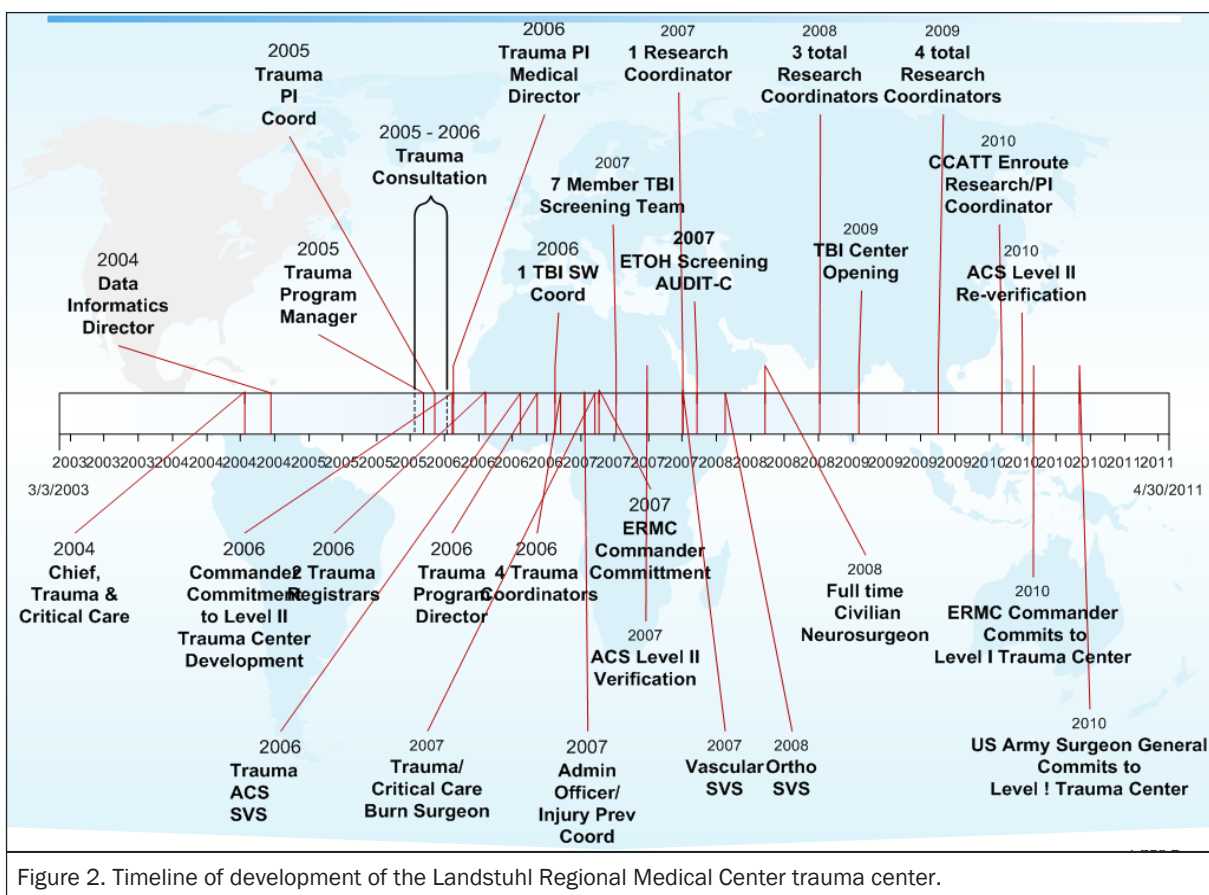 2005
Trauma
PI
Coord
2006
Trauma PI
Medical
Director
2007
1 Research
Coordinator
2008
3 total
Research
Coordinators
2009
4 total
Research
Coordinators
2005 - 2006
Trauma
Consultation
2007
7 Member TBI
Screening Team
2010
CCATT Enroute
Research/PI
Coordinator
2004
Data
Informatics
Director
2005
Trauma
Program
Manager
2006
1 TBI SW
Coord
2007
ETOH Screening
AUDIT-C
2009
TBI Center
Opening
2010
ACS Level II
Re-verification
2003 2003 2003 2004 2004 2004 2004 2005 2005 2005 2005 2006 2006 2006 2006 2007 2007 2007 2007 2008 2008 2008 2008 2009 2009 2009 2009 2010 2010 2010 2010 2011 2011
3/3/2003
4/30/2011
2004
Chief,
Trauma &
Critical Care
2006
Commander
Commitment
to Level II
Trauma Center
Development
2006
2 Trauma
Registrars
2006
Trauma
Program
Director
2006
4 Trauma
Coordinators
2007
ERMC
Commander
Committment
2007
ACS Level II
Verification
2008
Full time
Civilian
Neurosurgeon
2010
ERMC Commander
Commits to
Level I Trauma Center
2006
Trauma
ACS
SVS
2007
Trauma/
Critical Care
Burn Surgeon
2007
Admin
Officer/
Injury Prev
Coord
2007
Vascular
SVS
2008
Ortho
SVS
2010
US Army Surgeon General
Commits to
Level ! Trauma Center
Figure 2. Timeline of development of the Landstuhl Regional Medical Center trauma center.